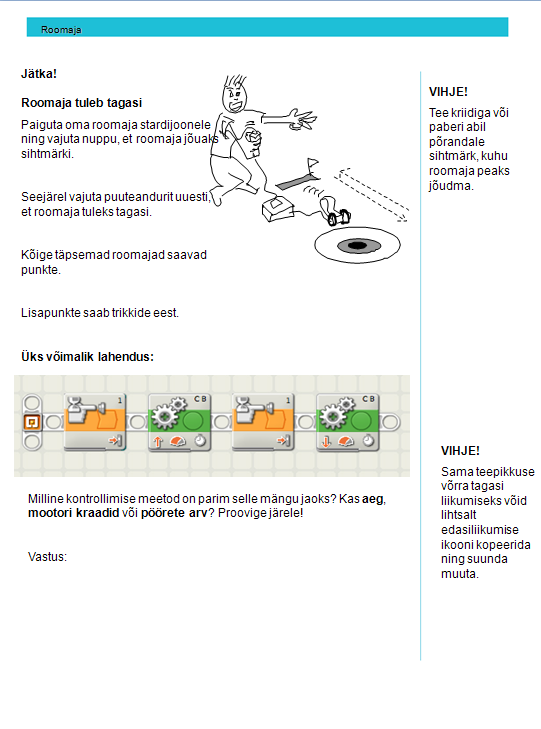 Roomaja
Jätka!
Roomaja tuleb tagasi
Paiguta oma roomaja stardijoonele
ning vajuta nuppu, et roomaja jõuaks
sihtmärki.
Seejärel vajuta puuteandurit uuesti,
et roomaja tuleks tagasi.
Kõige täpsemad roomajad saavad
punkte.
Lisapunkte saab trikkide eest.
VIHJE!
Tee kriidiga või
paberi abil
põrandale
sihtmärk, kuhu
roomaja peaks
jõudma.
Üks võimalik lahendus:
1
C B
1
C B
Milline kontrollimise meetod on parim selle mängu jaoks? Kas aeg,
mootori kraadid või pöörete arv? Proovige järele!
Vastus:
VIHJE!
Sama teepikkuse
võrra tagasi
liikumiseks võid
lihtsalt
edasiliikumise
ikooni kopeerida
ning suunda
muuta.